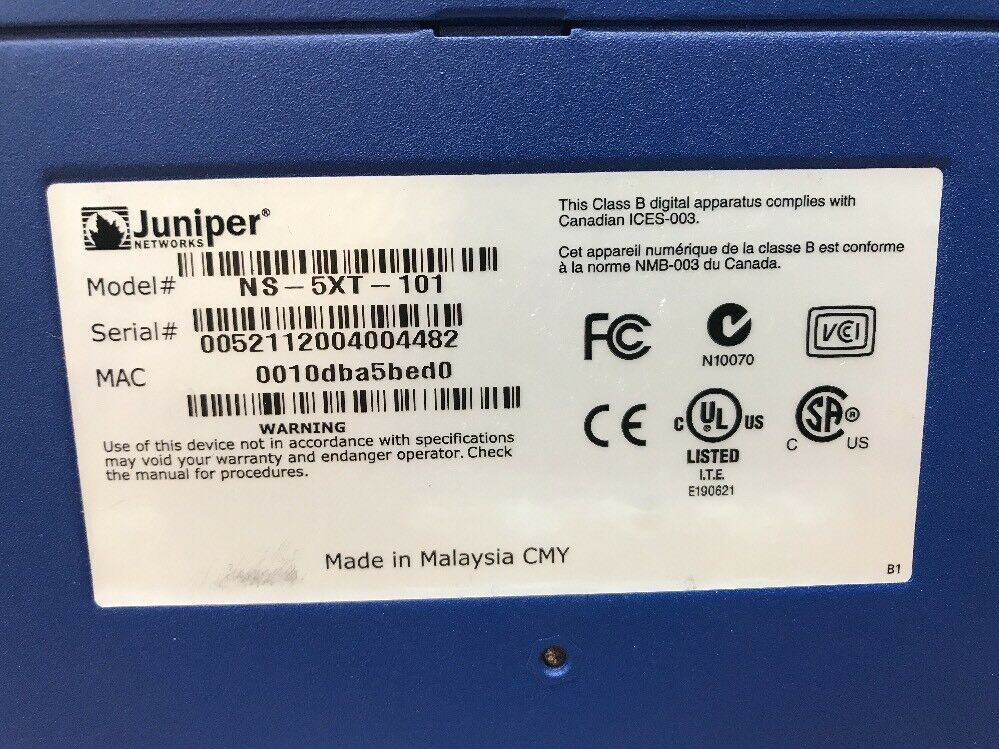 Juniper®
NETWORKS
Model# NS-5XT-101
Serial# 0052112004004482
MAC 0010dba5bed0
WARNING
Use of this device not in accordance with specifications
may void your warranty and endanger operator. Check
the manual for procedures.
Made in Malaysia CMY
This Class B digital apparatus complies with
Canadian ICES-003.
Cet appareil numérique de la classe B est conforme
à la norme NMB-003 du Canada.
FC
N10070
VCI
CE
C UL ® US
LISTED
I.T.E.
E190621
C SA ® US
B1